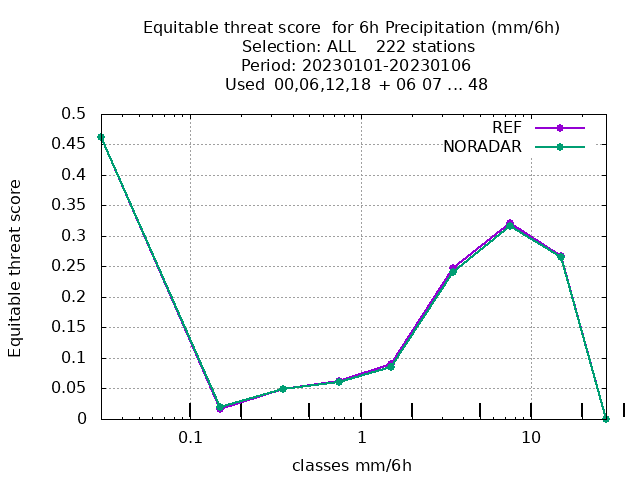 Equitable threat score  for 6h Precipitation (mm/6h)
Selection: ALL    222 stations
Period: 20230101-20230106
Used  00,06,12,18  + 06 07 ... 48
REF
NORADAR
0.5
0.45
0.4
0.35
0.3
0.25
0.2
0.15
0.1
0.05
0
Equitable threat score
0.1
1
10
classes mm/6h